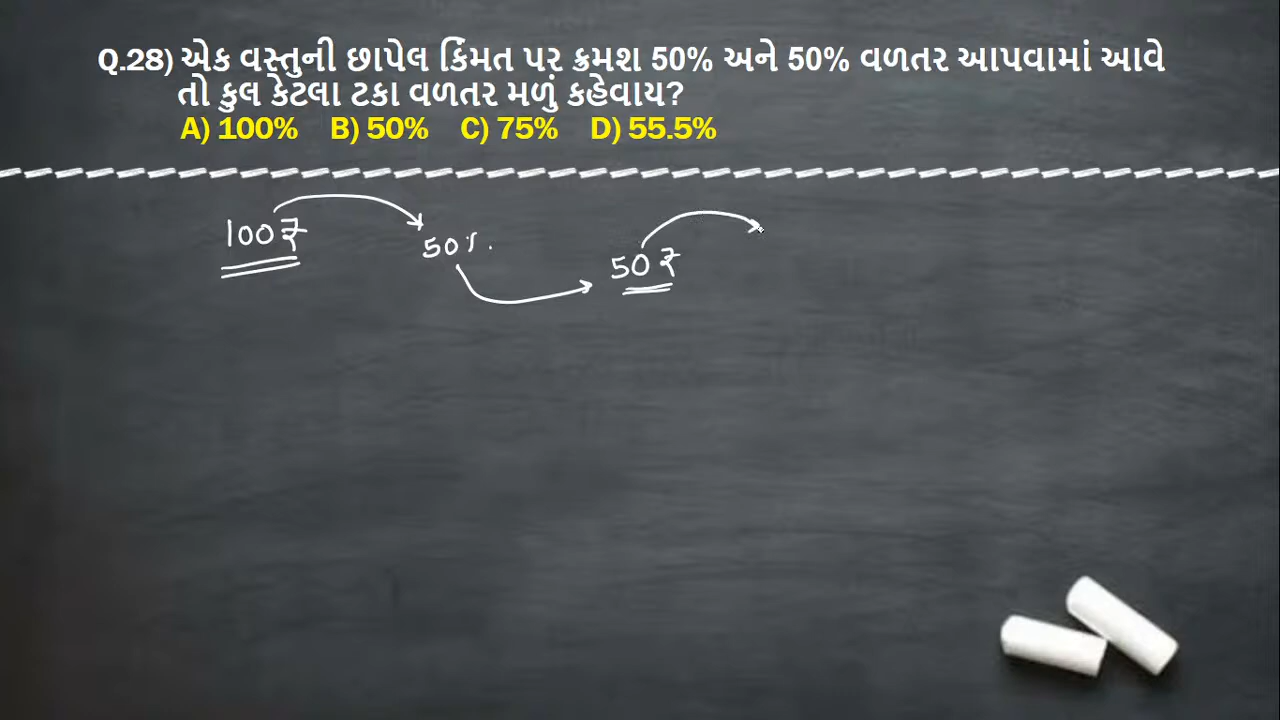 Q.28) એક વસ્તુની છાપેલ કિંમત પર ક્રમશ 50% અને 50% વળતર આપવામાં આવે
તો કુલ કેટલા ટકા વળતર મળ્યું કહેવાય?
A) 100% B) 50% C) 75% D) 55.5%
100₹ 50%. 50₹